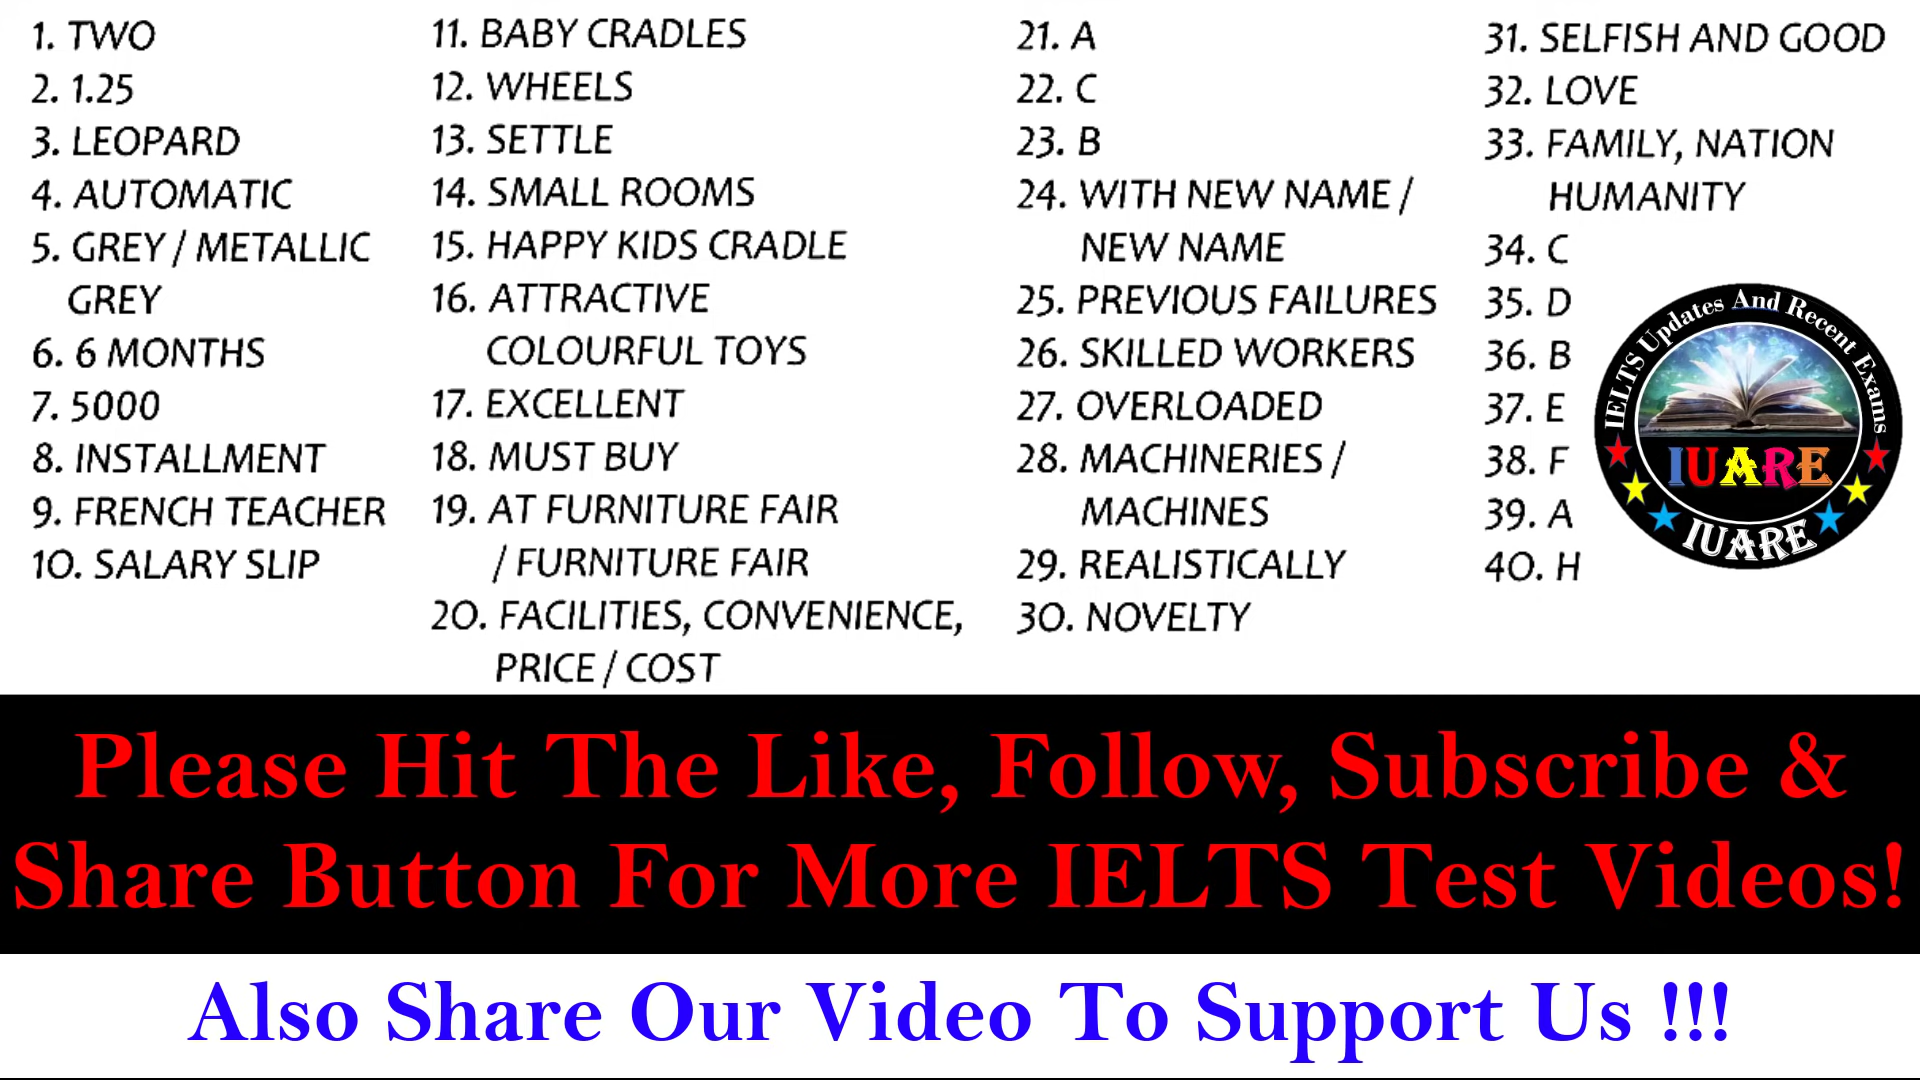 1. TWO
2. 1.25
3. LEOPARD
4. AUTOMATIC
5. GREY / METALLIC
GREY
6. 6 MONTHS
7. 5000
8. INSTALLMENT
9. FRENCH TEACHER
10. SALARY SLIP
11. BABY CRADLES
12. WHEELS
13. SETTLE
14. SMALL ROOMS
15. HAPPY KIDS CRADLE
16. ATTRACTIVE
COLOURFUL TOYS
17. EXCELLENT
18. MUST BUY
19. AT FURNITURE FAIR
/ FURNITURE FAIR
20. FACILITIES, CONVENIENCE,
PRICE / COST
21. A
22. C
23. B
24. WITH NEW NAME /
NEW NAME
25. PREVIOUS FAILURES
26. SKILLED WORKERS
27. OVERLOADED
28. MACHINERIES /
MACHINES
29. REALISTICALLY
30. NOVELTY
31. SELFISH AND GOOD
32. LOVE
33. FAMILY, NATION
HUMANITY
34. C
35. D
36. B
37. E
38. F
39. A
40. H
IELTS Updates And Recent Exams
IUARE
IUARE
Please Hit The Like, Follow, Subscribe &
Share Button For More IELTS Test Videos!
Also Share Our Video To Support Us !!!